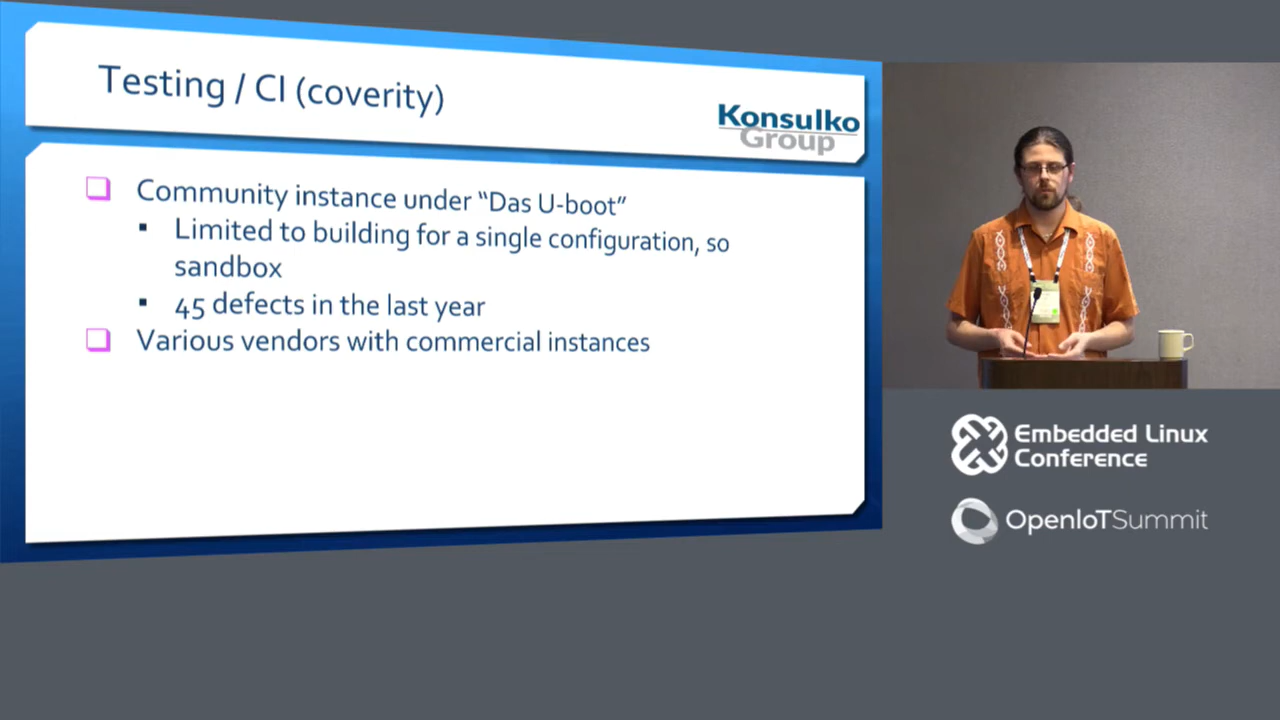 Testing / CI (coverity)
Konsulko
Group
Community instance under “Das U-boot”
Limited to building for a single configuration, so
sandbox
45 defects in the last year
Various vendors with commercial instances
Embedded Linux
Conference
OpenIoTSummit